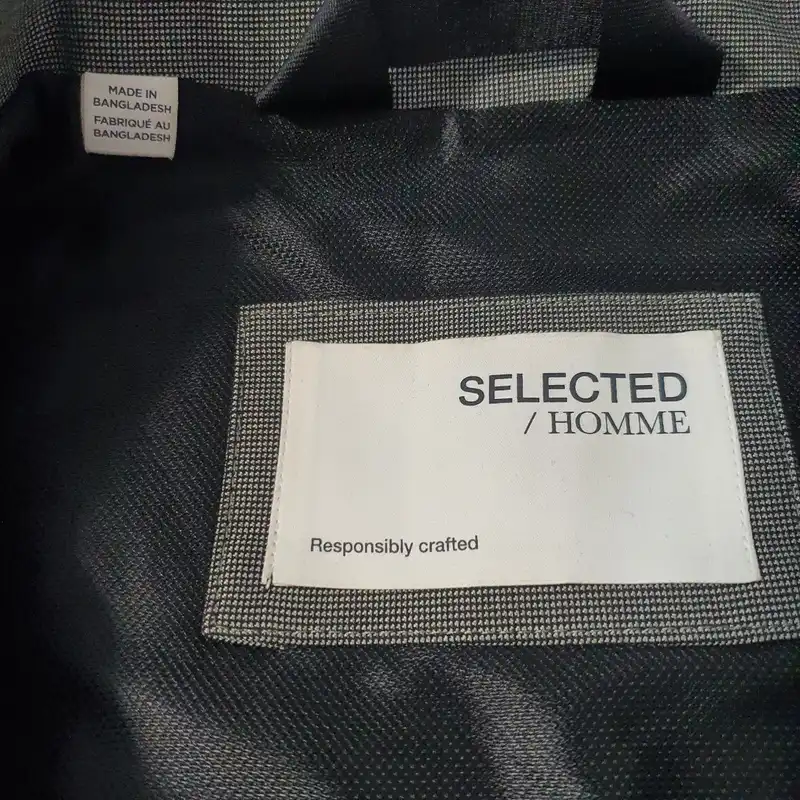 MADE IN
BANGLADESH
FABRIQUÉ AU
BANGLADESH
SELECTED
/ HOMME
Responsibly crafted